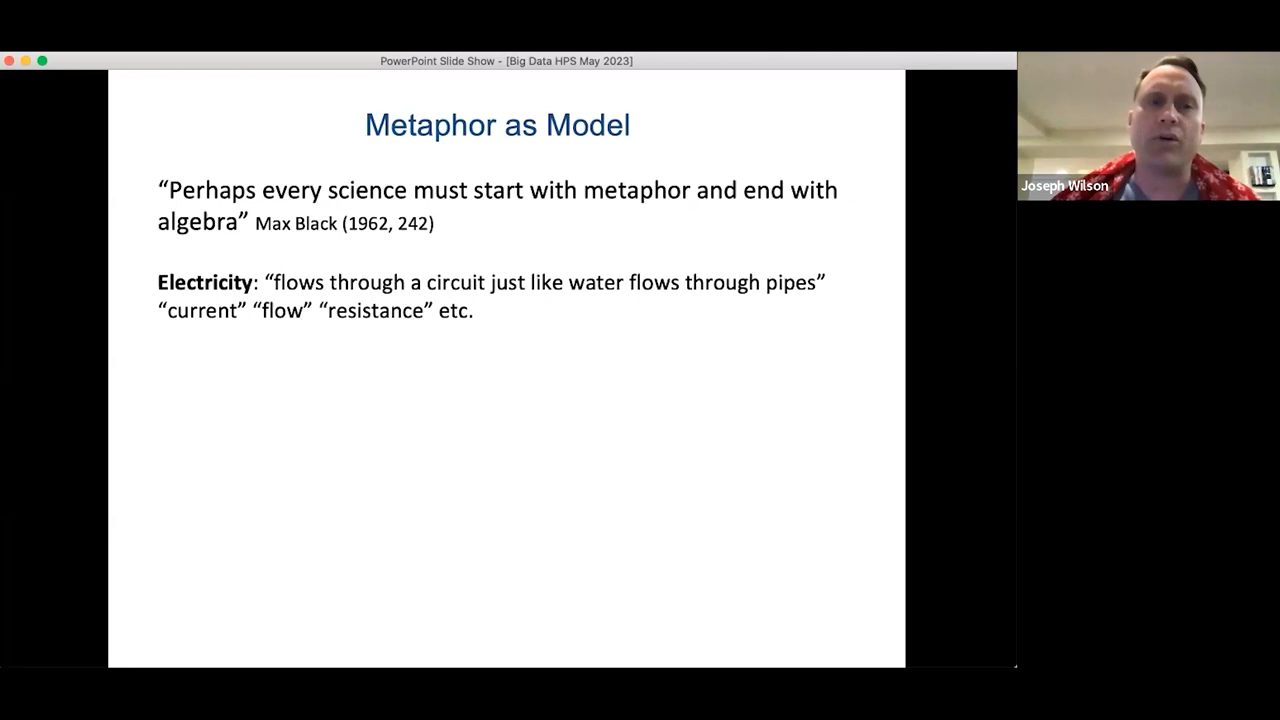 PowerPoint Slide Show - [Big Data HPS May 2023]
Metaphor as Model
“Perhaps every science must start with metaphor and end with
algebra” Max Black (1962, 242)
Electricity: “flows through a circuit just like water flows through pipes”
“current” “flow” “resistance” etc.
Joseph Wilson